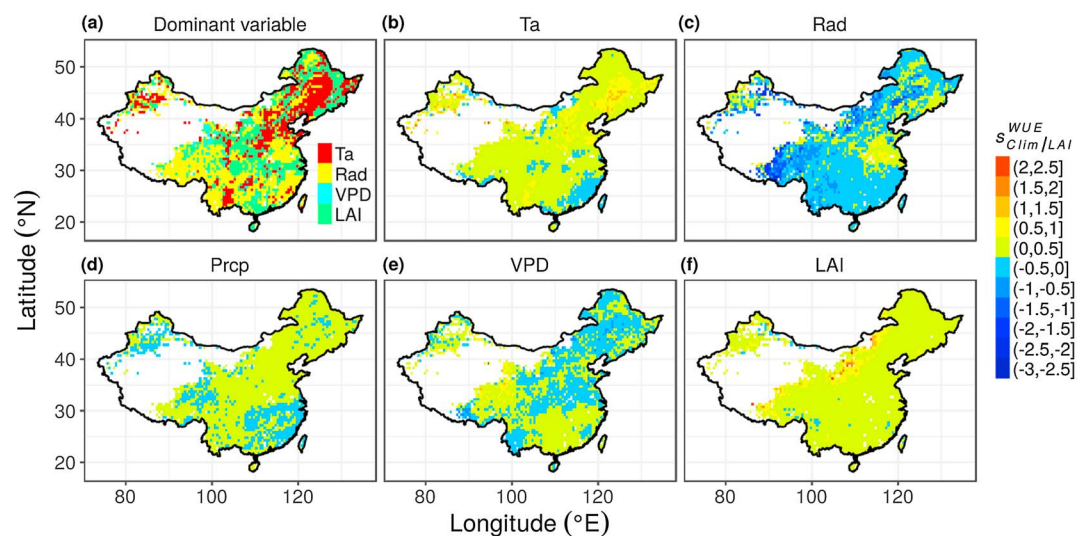 (a) Dominant variable
(b) Ta
(c) Rad
50
40
30
20
Ta
Rad
VPD
LAI
(d) Prcp
(e) VPD
(f) LAI
50
40
30
20
80 100 120
80 100 120
80 100 120
Latitude (°N)
Longitude (°E)
s WUE Clim/LAI
(2,2.5]
(1.5,2]
(1,1.5]
(0.5,1]
(0,0.5]
(-0.5,0]
(-1,-0.5]
(-1.5,-1]
(-2,-1.5]
(-2.5,-2]
(-3,-2.5]